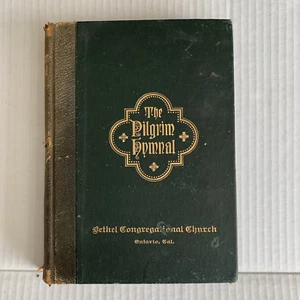 The
Pilgrim
Hymnal
Bethel Congregational Church
Ontario, Cal.